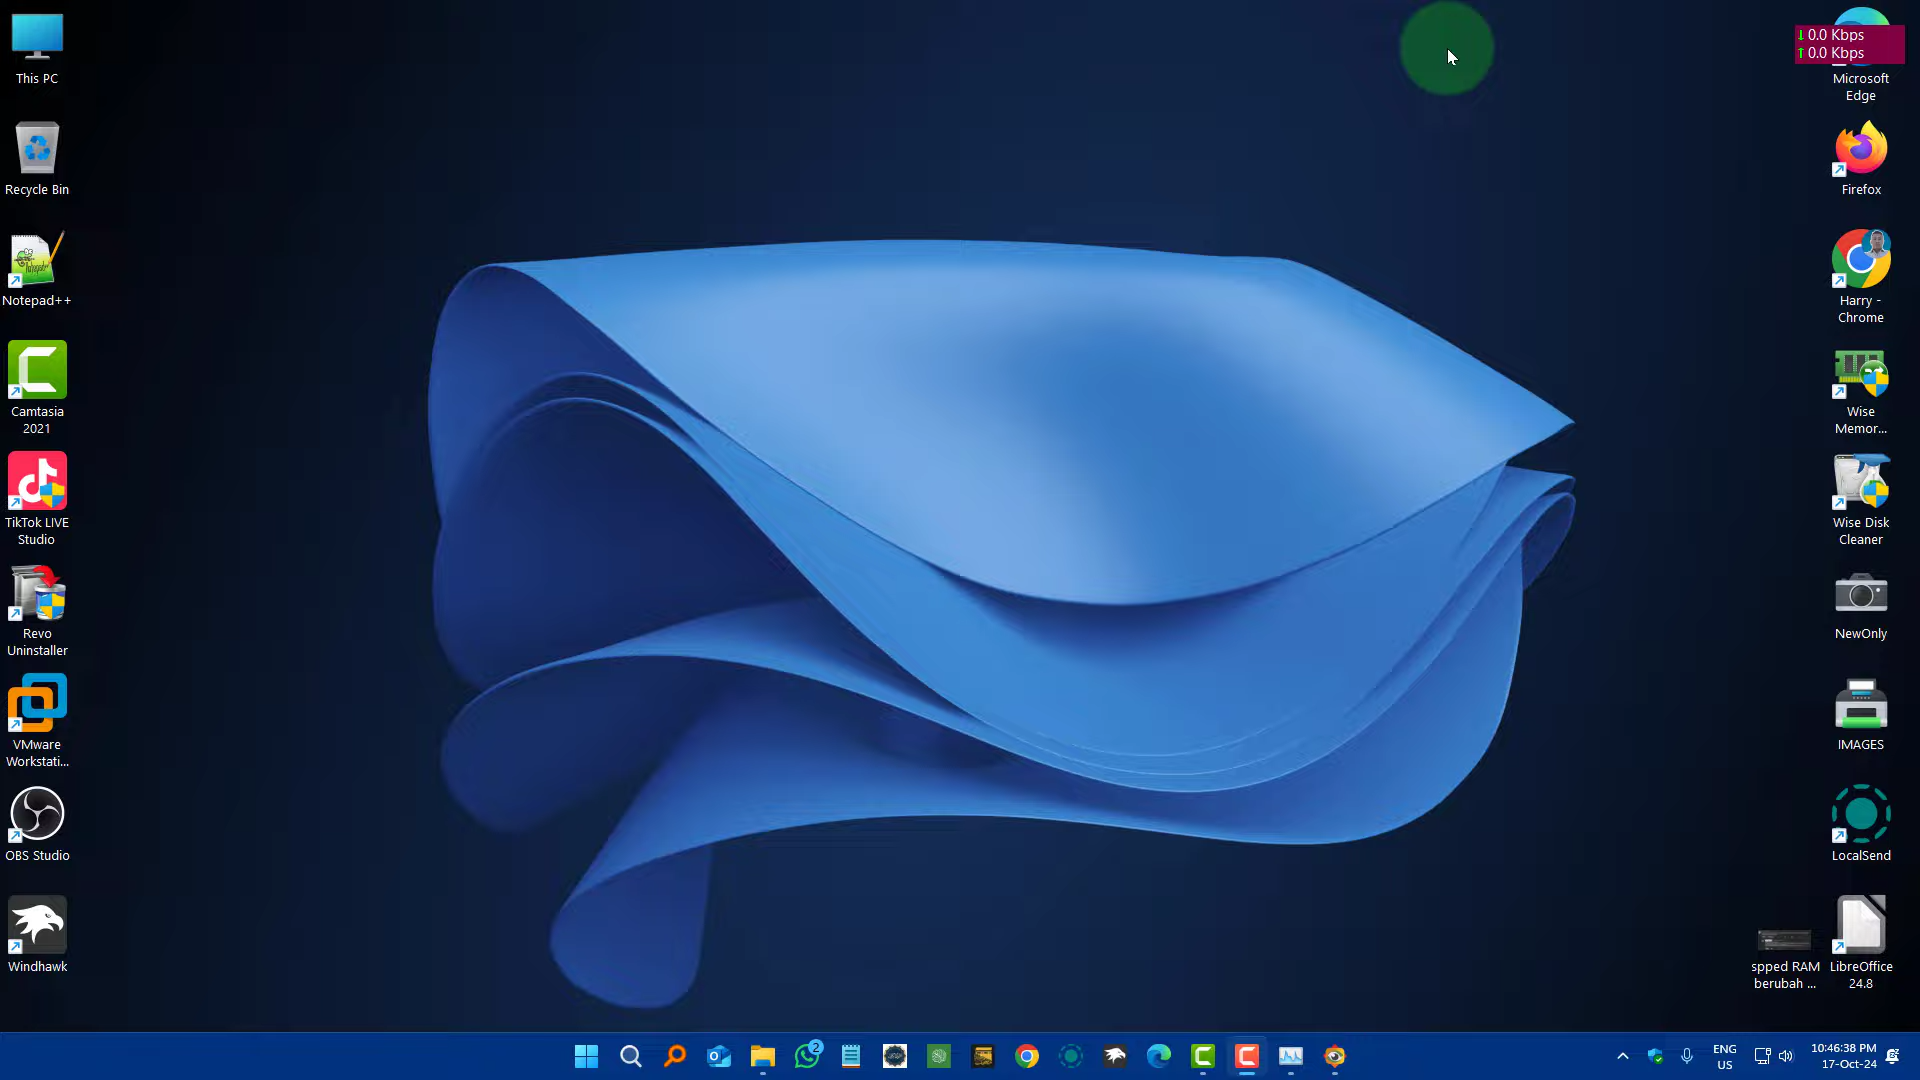 This PC
Recycle Bin
Notepad++
Camtasia
2021
TikTok LIVE
Studio
Revo
Uninstaller
VMware
Workstati...
OBS Studio
Windhawk
0.0 Kbps
0.0 Kbps
Microsoft
Edge
Firefox
Harry -
Chrome
Wise
Memor...
Wise Disk
Cleaner
NewOnly
IMAGES
LocalSend
spped RAM
berubah ...
LibreOffice
24.8
2
ENG
US
10:46:38 PM
17-Oct-24